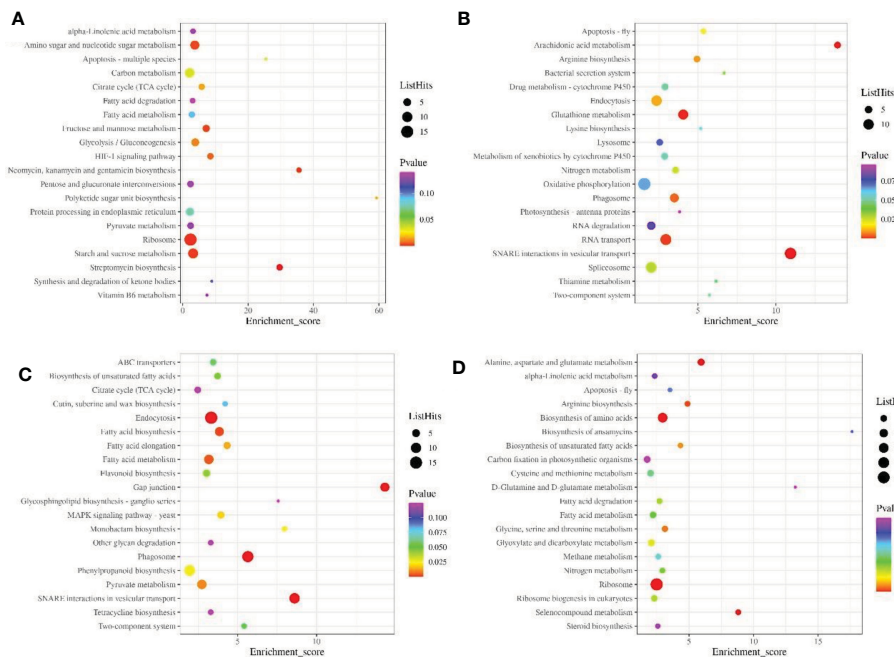 A
alpha-Linolenic acid metabolism
Amino sugar and nucleotide sugar metabolism
Apoptosis - multiple species
Carbon metabolism
Citrate cycle (TCA cycle)
Fatty acid degradation
Fatty acid metabolism
Fructose and mannose metabolism
Glycolysis / Gluconeogenesis
HIF-1 signaling pathway
Neomycin, kanamycin and gentamicin biosynthesis
Pentose and glucuronate interconversions
Polyketide sugar unit biosynthesis
Protein processing in endoplasmic reticulum
Pyruvate metabolism
Ribosome
Starch and sucrose metabolism
Streptomycin biosynthesis
Synthesis and degradation of ketone bodies
Vitamin B6 metabolism
0 20 40 60
Enrichment_score
ListHits
5
10
15
Pvalue
0.10
0.05
B
Apoptosis - fly
Arachidonic acid metabolism
Arginine biosynthesis
Bacterial secretion system
Drug metabolism - cytochrome P450
Endocytosis
Glutathione metabolism
Lysine biosynthesis
Lysosome
Metabolism of xenobiotics by cytochrome P450
Nitrogen metabolism
Oxidative phosphorylation
Phagosome
Photosynthesis - antenna proteins
RNA degradation
RNA transport
SNARE interactions in vesicular transport
Spliceosome
Thiamine metabolism
Two-component system
5 10
Enrichment_score
ListHits
5
10
Pvalue
0.07
0.05
0.02
C
ABC transporters
Biosynthesis of unsaturated fatty acids
Citrate cycle (TCA cycle)
Cutin, suberine and wax biosynthesis
Endocytosis
Fatty acid biosynthesis
Fatty acid elongation
Fatty acid metabolism
Flavonoid biosynthesis
Gap junction
Glycosphingolipid biosynthesis - ganglio series
MAPK signaling pathway - yeast
Monobactam biosynthesis
Other glycan degradation
Phagosome
Phenylpropanoid biosynthesis
Pyruvate metabolism
SNARE interactions in vesicular transport
Tetracycline biosynthesis
Two-component system
5 10
Enrichment_score
ListHits
5
10
15
Pvalue
0.100
0.075
0.050
0.025
D
Alanine, aspartate and glutamate metabolism
alpha-Linolenic acid metabolism
Apoptosis - fly
Arginine biosynthesis
Biosynthesis of amino acids
Biosynthesis of ansamycins
Biosynthesis of unsaturated fatty acids
Carbon fixation in photosynthetic organisms
Cysteine and methionine metabolism
D-Glutamine and D-glutamate metabolism
Fatty acid degradation
Fatty acid metabolism
Glycine, serine and threonine metabolism
Glyoxylate and dicarboxylate metabolism
Methane metabolism
Nitrogen metabolism
Ribosome
Ribosome biogenesis in eukaryotes
Selenocompound metabolism
Steroid biosynthesis
5 10 15
Enrichment_score
ListI
Pval